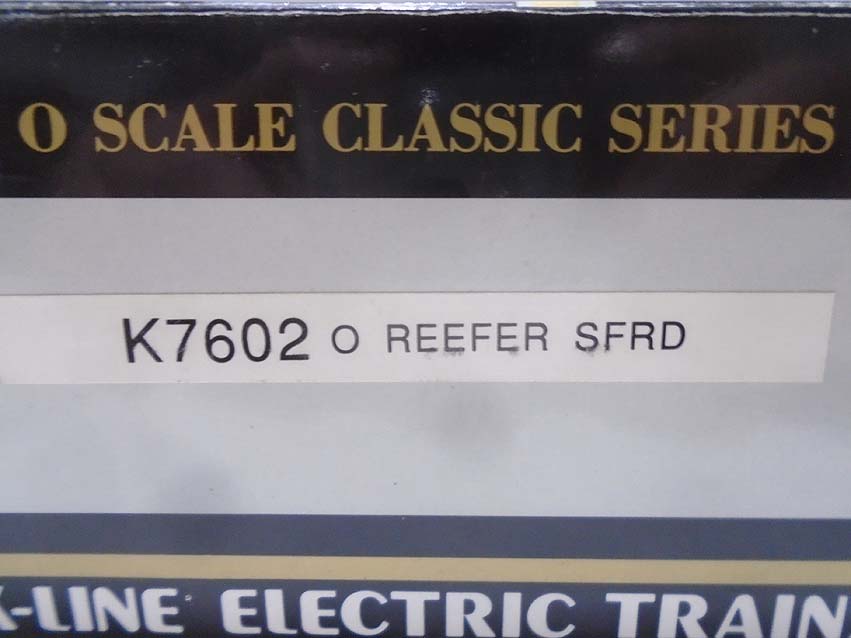 O SCALE CLASSIC SERIES
K7602 O REEFER SFRD
K-LINE ELECTRIC TRAIN